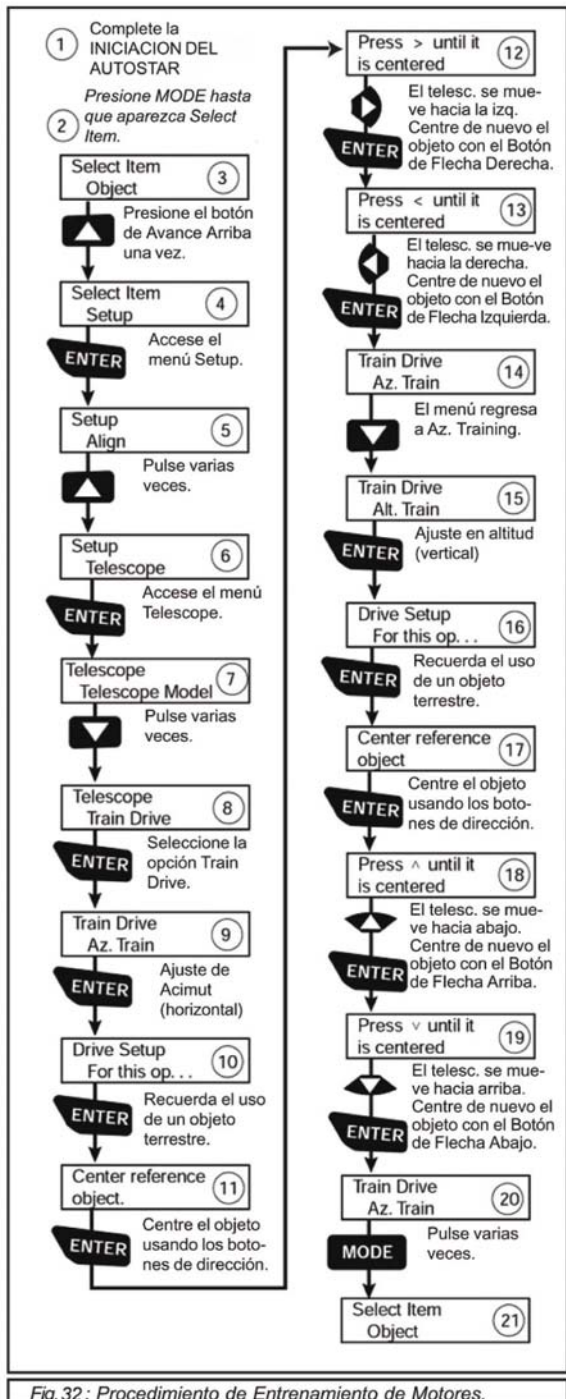 1 Complete la
INICIACION DEL
AUTOSTAR
2 Presione MODE hasta
que aparezca Select
Item.
Select Item
Object
3
Presione el botón
de Avance Arriba
una vez.
Select Item
Setup
4
ENTER
Accese el
menú Setup.
Setup
Align
5
Pulse varias
veces.
Setup
Telescope
6
ENTER
Accese el menú
Telescope.
Telescope
Telescope Model
7
Pulse varias
veces.
Telescope
Train Drive
8
ENTER
Seleccione la
opción Train
Drive.
Train Drive
Az. Train
9
ENTER
Ajuste de
Acimut
(horizontal)
Drive Setup
For this op. . .
10
ENTER
Recuerda el uso
de un objeto
terrestre.
Center reference
object.
11
ENTER
Centre el objeto
usando los boto-
nes de dirección.
Press > until it
is centered
12
ENTER
El telesc. se mue-
ve hacia la izq.
Centre de nuevo el
objeto con el Botón
de Flecha Derecha.
Press < until it
is centered
13
ENTER
El telesc. se mue-ve
hacia la derecha.
Centre de nuevo el
objeto con el Botón
de Flecha Izquierda.
Train Drive
Az. Train
14
El menú regresa
a Az. Training.
Train Drive
Alt. Train
15
ENTER
Ajuste en altitud
(vertical)
Drive Setup
For this op. . .
16
ENTER
Recuerda el uso
de un objeto
terrestre.
Center reference
object
17
ENTER
Centre el objeto
usando los boto-
nes de dirección.
Press ^ until it
is centered
18
ENTER
El telesc. se mue-
ve hacia abajo.
Centre de nuevo el
objeto con el Botón
de Flecha Arriba.
Press v until it
is centered
19
ENTER
El telesc. se mue-
ve hacia arriba.
Centre de nuevo el
objeto con el Botón
de Flecha Abajo.
Train Drive
Az. Train
20
MODE
Pulse varias
veces.
Select Item
Object
21
Fig. 32 : Procedimiento de Entrenamiento de Motores.